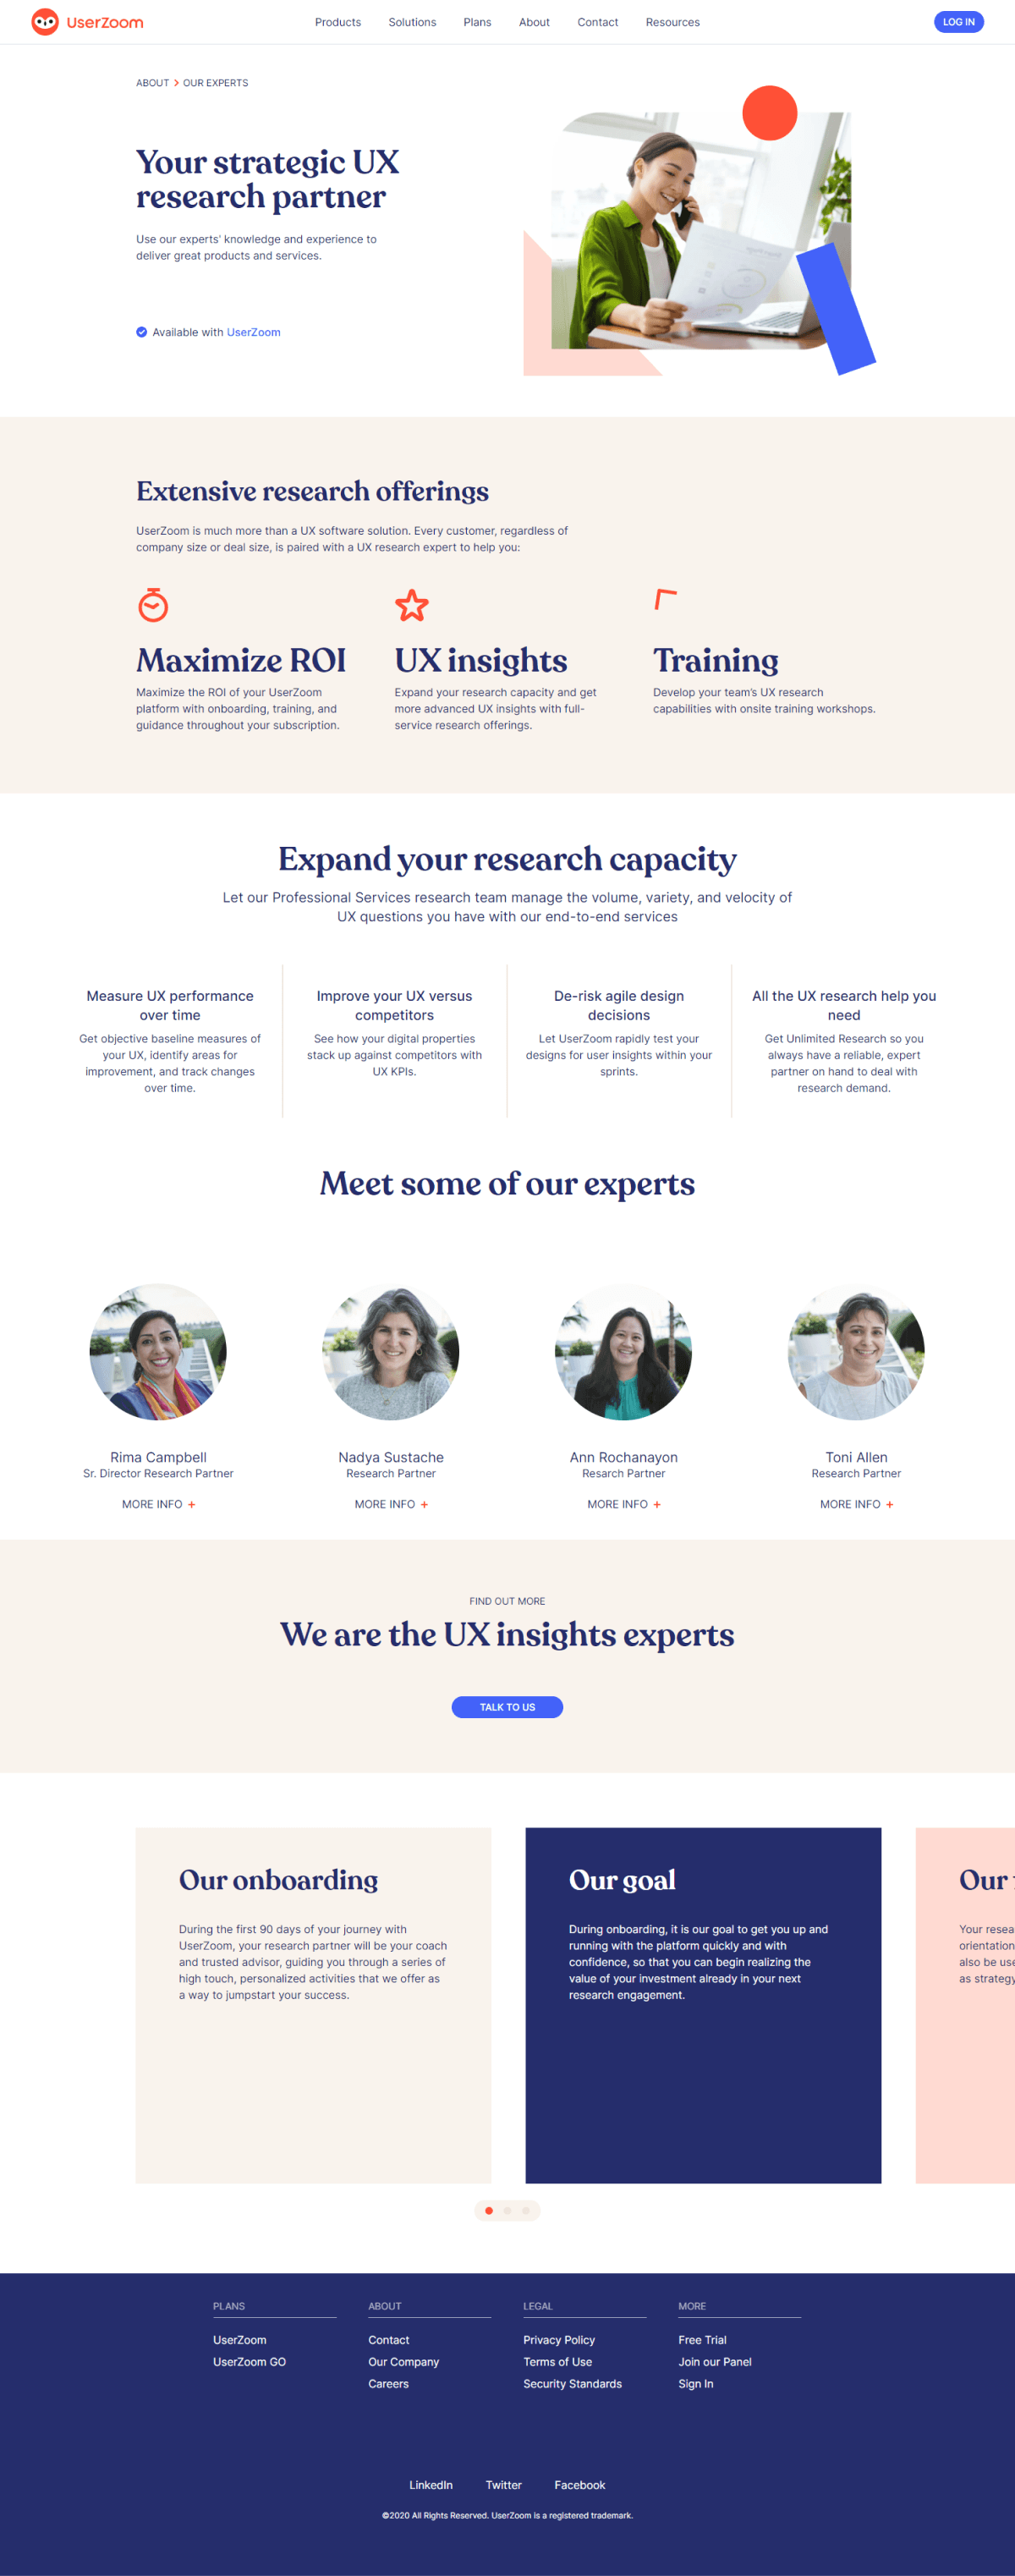 UserZoom
Products
Solutions
Plans
About
Contact
Resources
LOG IN
ABOUT > OUR EXPERTS
Your strategic UX
research partner
Use our experts' knowledge and experience to
deliver great products and services.
Available with UserZoom
Extensive research offerings
UserZoom is much more than a UX software solution. Every customer, regardless of
company size or deal size, is paired with a UX research expert to help you:
Maximize ROI
Maximize the ROI of your UserZoom
platform with onboarding, training, and
guidance throughout your subscription.
UX insights
Expand your research capacity and get
more advanced UX insights with full-
service research offerings.
Training
Develop your team's UX research
capabilities with onsite training workshops.
Expand your research capacity
Let our Professional Services research team manage the volume, variety, and velocity of
UX questions you have with our end-to-end services
Measure UX performance
over time
Get objective baseline measures of
your UX, identify areas for
improvement, and track changes
over time.
Improve your UX versus
competitors
See how your digital properties
stack up against competitors with
UX KPIs.
De-risk agile design
decisions
Let UserZoom rapidly test your
designs for user insights within your
sprints.
All the UX research help you
need
Get Unlimited Research so you
always have a reliable, expert
partner on hand to deal with
research demand.
Meet some of our experts
Rima Campbell
Sr. Director Research Partner
MORE INFO +
Nadya Sustache
Research Partner
MORE INFO +
Ann Rochanayon
Resarch Partner
MORE INFO +
Toni Allen
Research Partner
MORE INFO +
FIND OUT MORE
We are the UX insights experts
TALK TO US
Our onboarding
During the first 90 days of your journey with
UserZoom, your research partner will be your coach
and trusted advisor, guiding you through a series of
high touch, personalized activities that we offer as
a way to jumpstart your success.
Our goal
During onboarding, it is our goal to get you up and
running with the platform quickly and with
confidence, so that you can begin realizing the
value of your investment already in your next
research engagement.
Our
Your resea
orientation
also be use
as strategy
PLANS
UserZoom
UserZoom GO
ABOUT
Contact
Our Company
Careers
LEGAL
Privacy Policy
Terms of Use
Security Standards
MORE
Free Trial
Join our Panel
Sign In
LinkedIn
Twitter
Facebook
©2020 All Rights Reserved. UserZoom is a registered trademark.